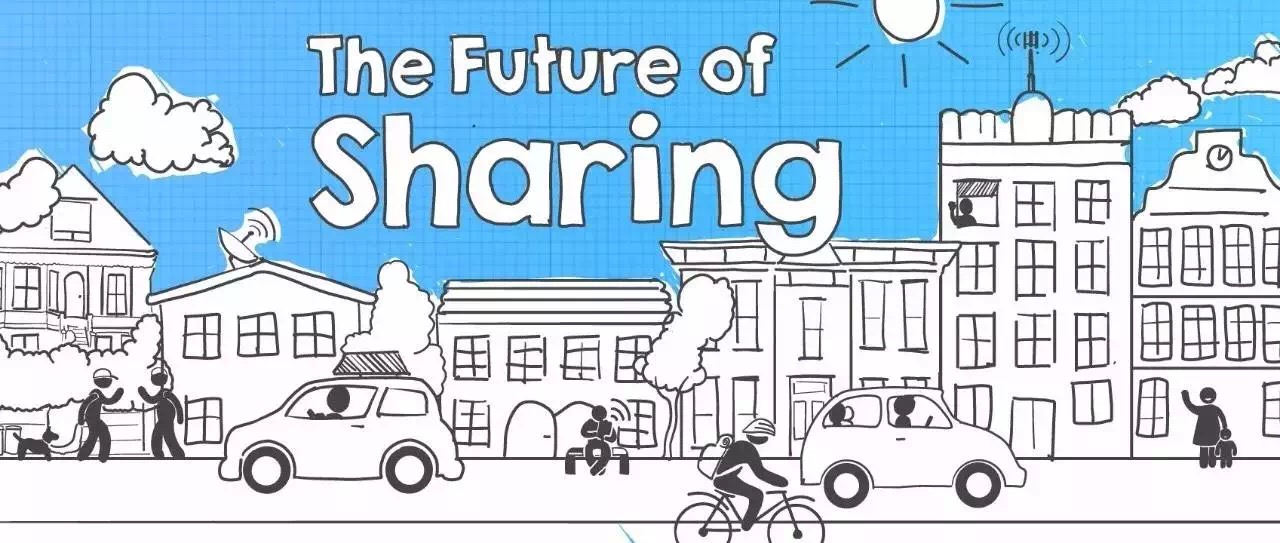 The Future of
Sharing